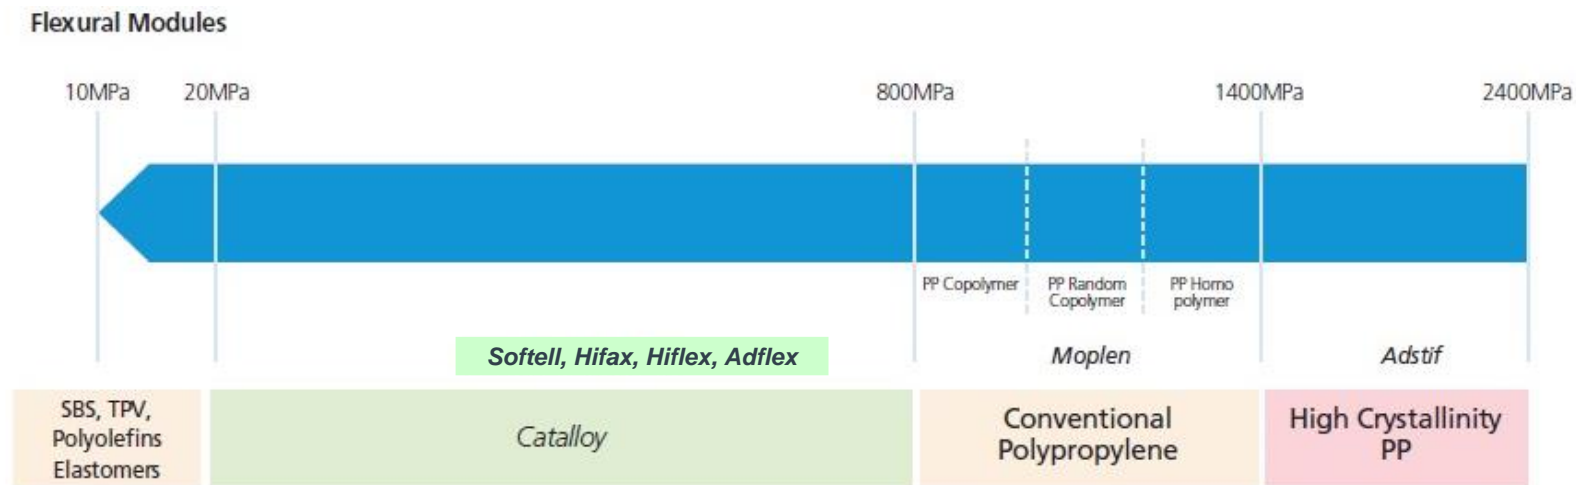 Flexural Modules
10MPa 20MPa 800MPa 1400MPa 2400MPa
PP Copolymer PP Random PP Homo
Copolymer polymer
Softell, Hifax, Hiflex, Adflex Moplen Adstif
SBS, TPV,
Polyolefins
Elastomers
Catalloy
Conventional
Polypropylene
High Crystallinity
PP